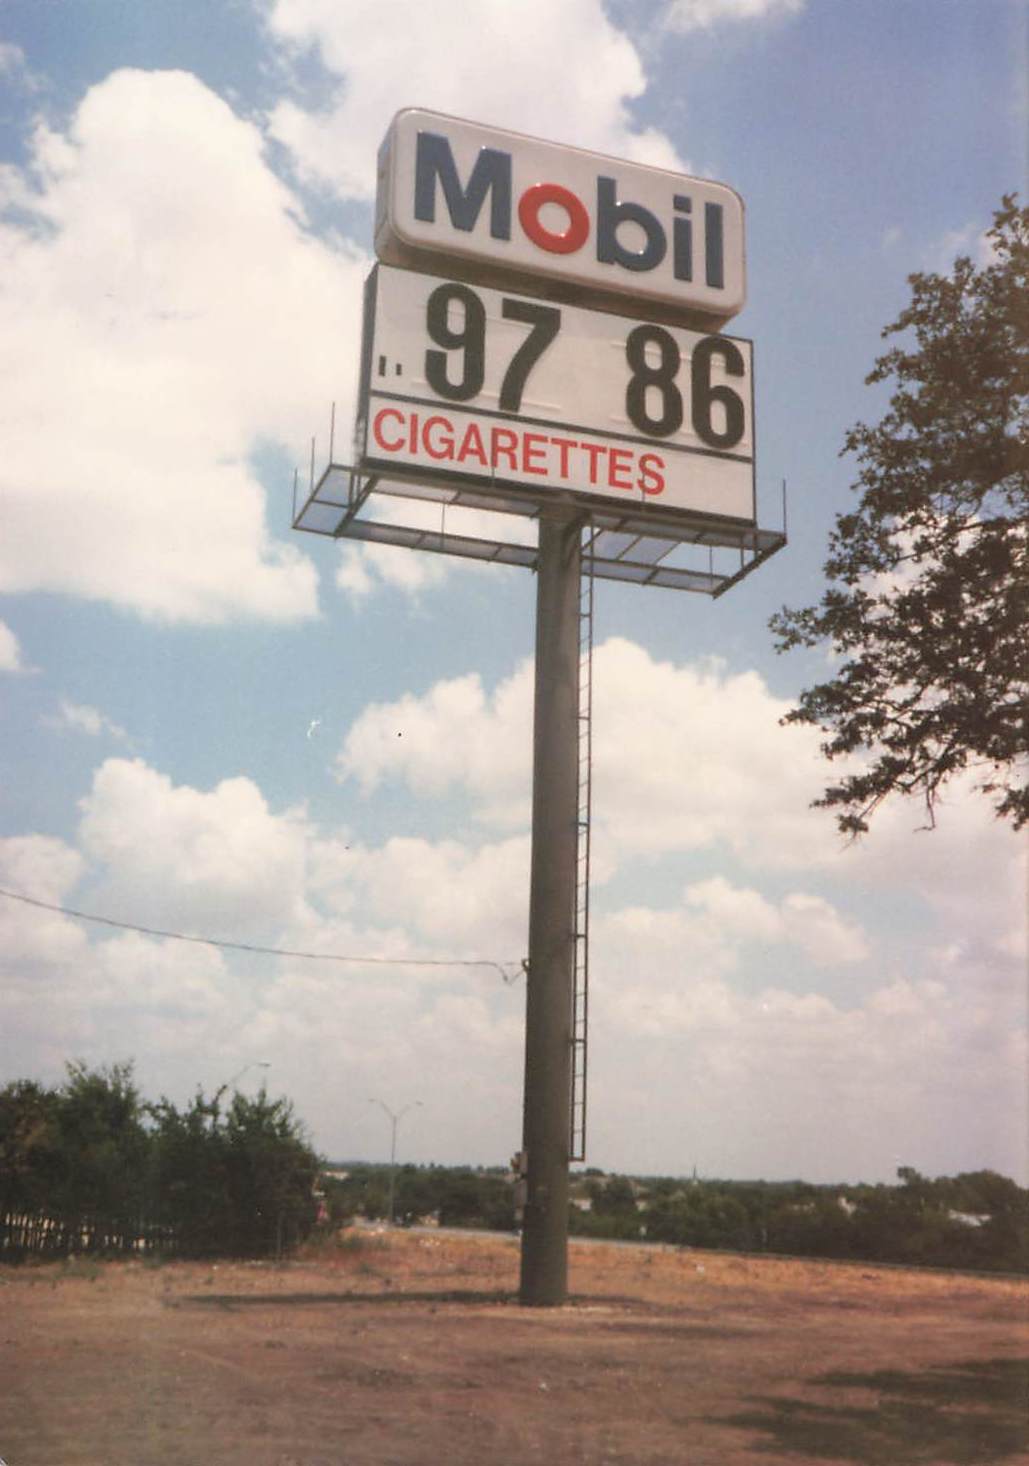 Mobil
97 86
CIGARETTES